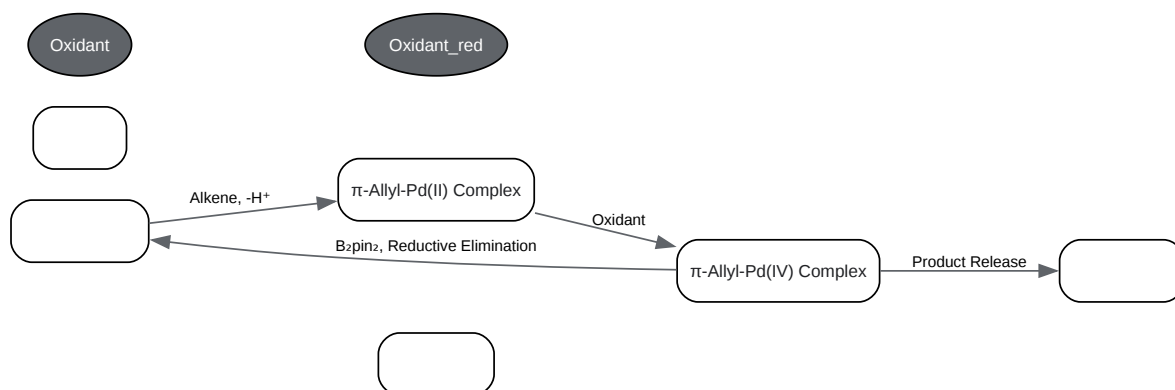 Oxidant
Oxidant_red
Alkene, -H⁺
π-Allyl-Pd(II) Complex
Oxidant
B₂pin₂, Reductive Elimination
π-Allyl-Pd(IV) Complex
Product Release